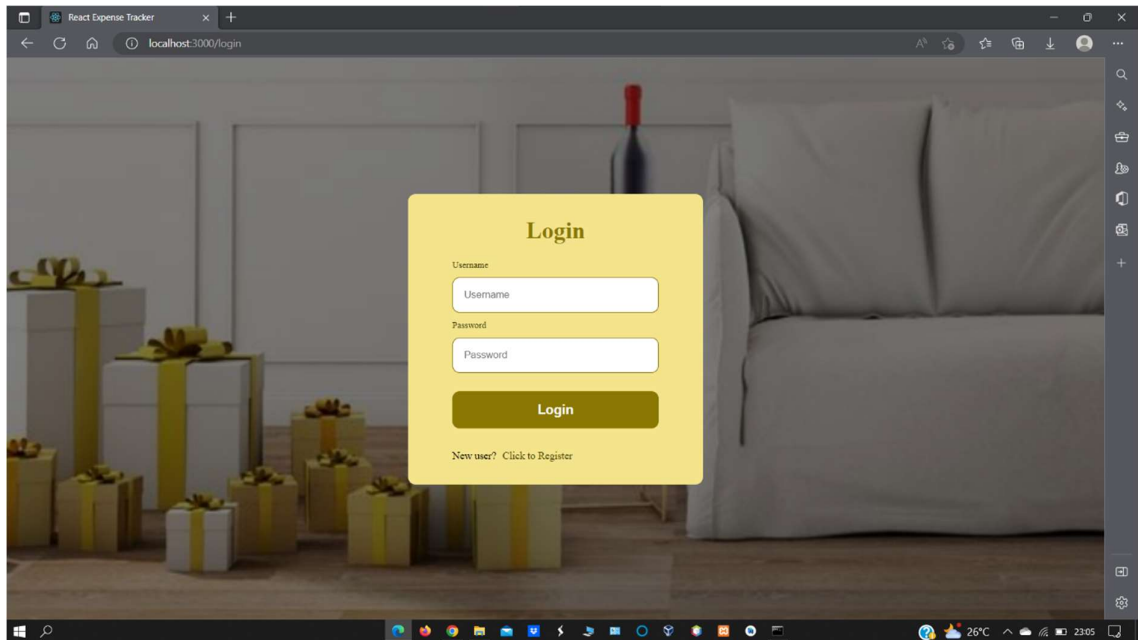 React Expense Tracker
localhost:3000/login
Login
Username
Username
Password
Password
Login
New user? Click to Register
26°C
23:05